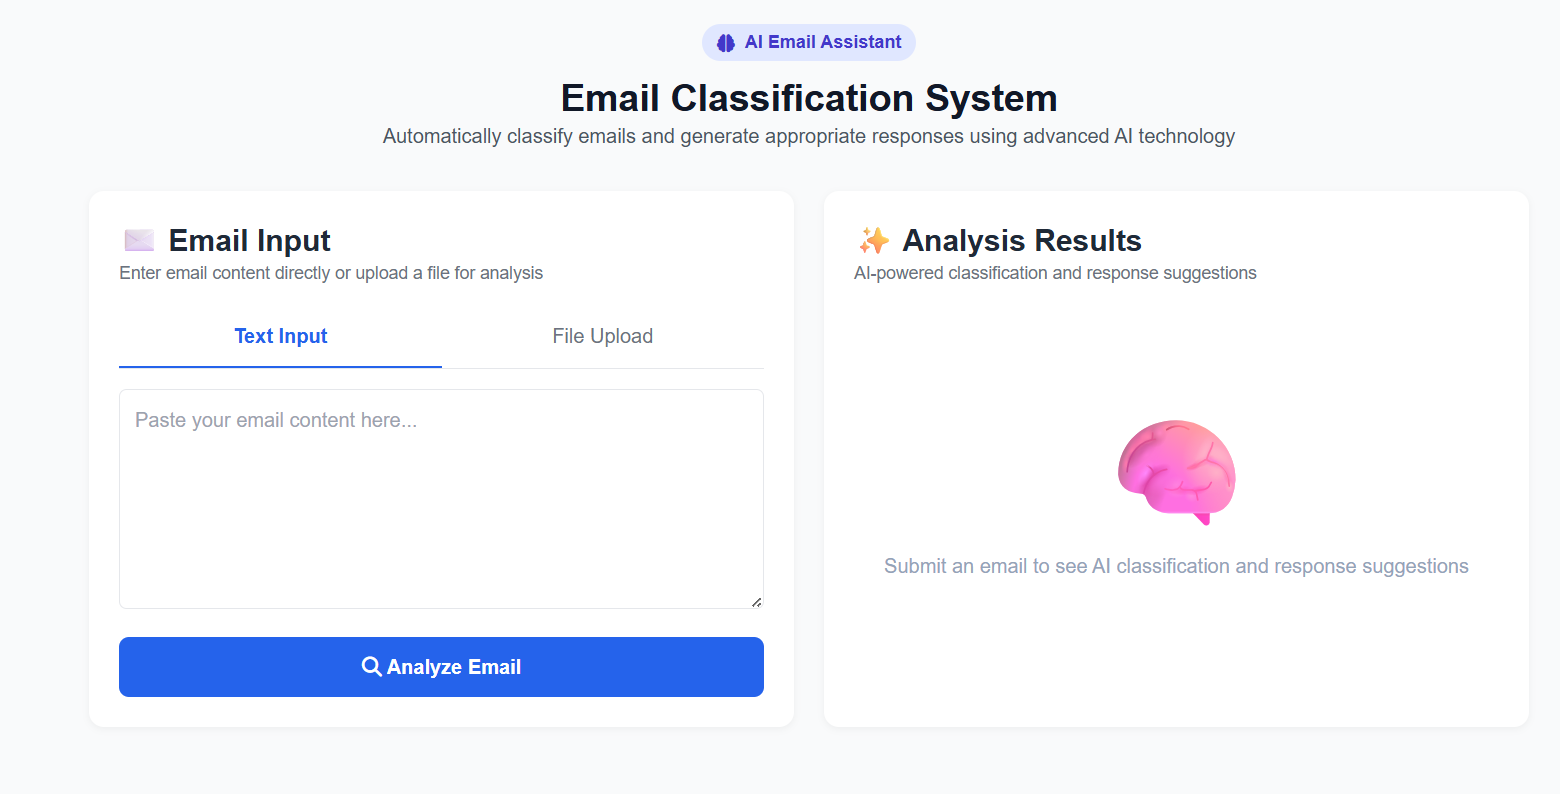 AI Email Assistant
Email Classification System
Automatically classify emails and generate appropriate responses using advanced AI technology
Email Input
Enter email content directly or upload a file for analysis
Text Input
File Upload
Paste your email content here...
Analyze Email
Analysis Results
AI-powered classification and response suggestions
Submit an email to see AI classification and response suggestions